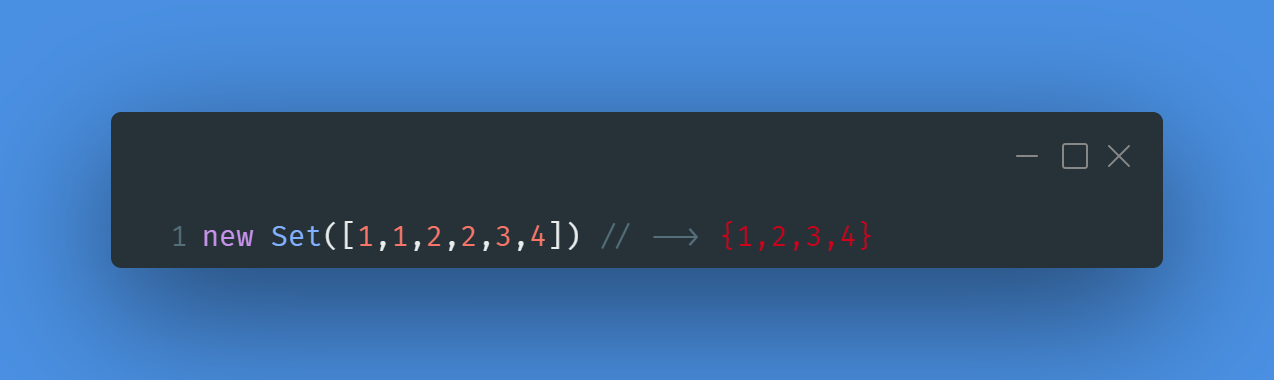 1 new Set([1,1,2,2,3,4]) // ⟶ {1,2,3,4}